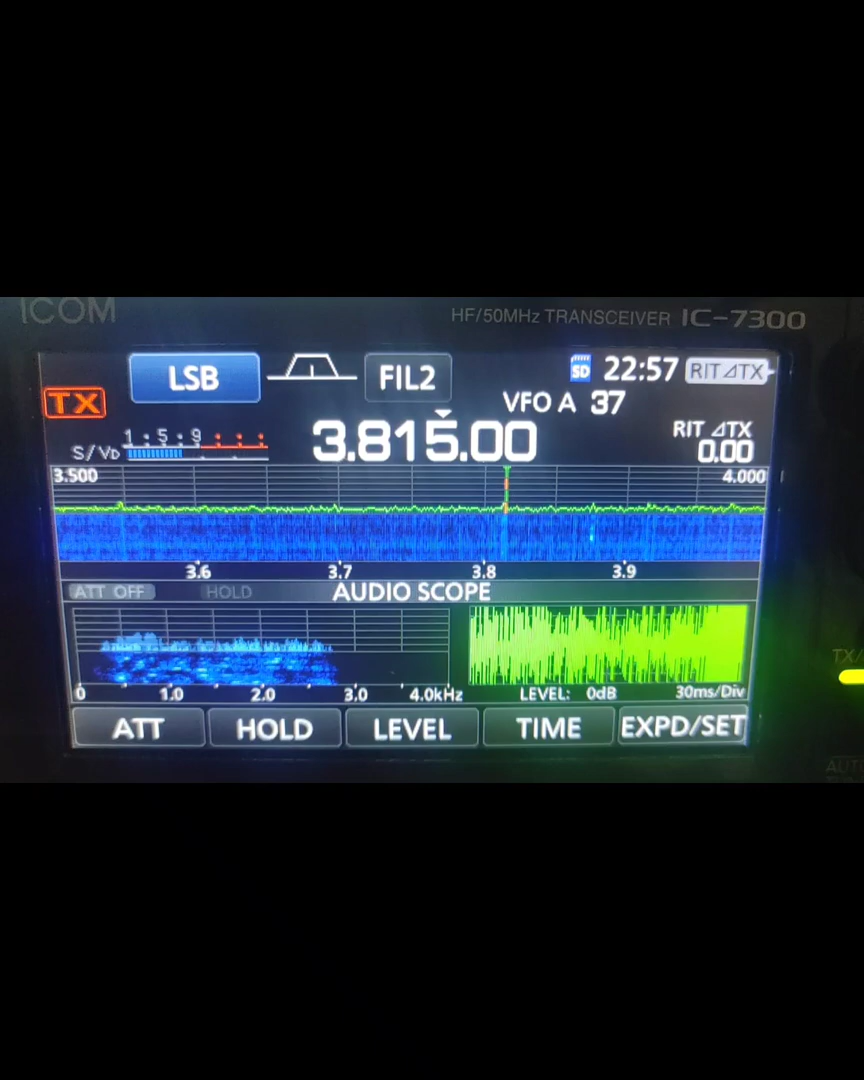 ICOM
HF/50MHz TRANSCEIVER IC-7300
LSB FIL2 SD 22:57 RIT⊿TX
TX VFO A 37
S/VD 1 : 5 : 9 3.815.00 RIT ⊿TX
0.00
3.500 4.000
3.6 3.7 3.8 3.9
ATT OFF HOLD AUDIO SCOPE
0 1.0 2.0 3.0 4.0kHz LEVEL: 0dB 30ms/Div
ATT HOLD LEVEL TIME EXPD/SET
TX/